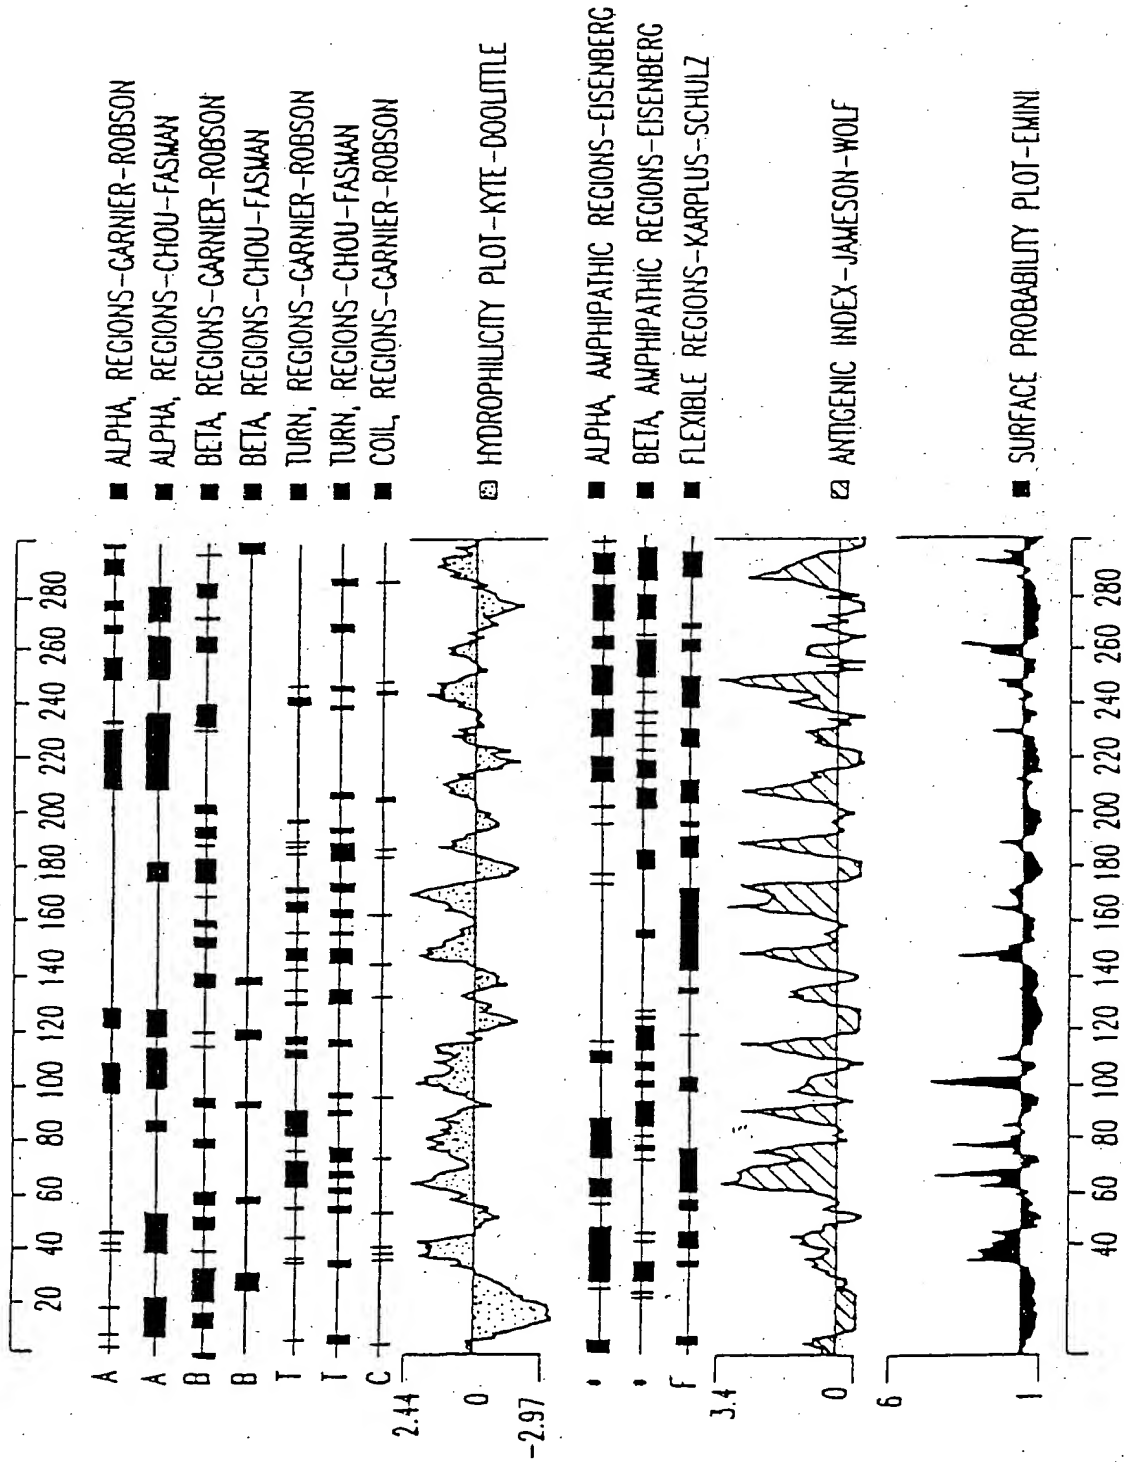 20 40 60 80 100 120 140 160 180 200 220 240 260 280
A ALPHA, REGIONS-GARNIER-ROBSON
A ALPHA, REGIONS-CHOU-FASMAN
B BETA, REGIONS-GARNIER-ROBSON
B BETA, REGIONS-CHOU-FASMAN
T TURN, REGIONS-GARNIER-ROBSON
T TURN, REGIONS-CHOU-FASMAN
C COIL, REGIONS-GARNIER-ROBSON
2.44
0 HYDROPHILICITY PLOT-KYTE-DOOLITTLE
-2.97
* ALPHA, AMPHIPATHIC REGIONS-EISENBERG
* BETA, AMPHIPATHIC REGIONS-EISENBERG
F FLEXIBLE REGIONS-KARPLUS-SCHULZ
3.4
0 ANTIGENIC INDEX-JAMESON-WOLF
6
1 SURFACE PROBABILITY PLOT-EMINI
40 60 80 100 120 140 160 180 200 220 240 260 280